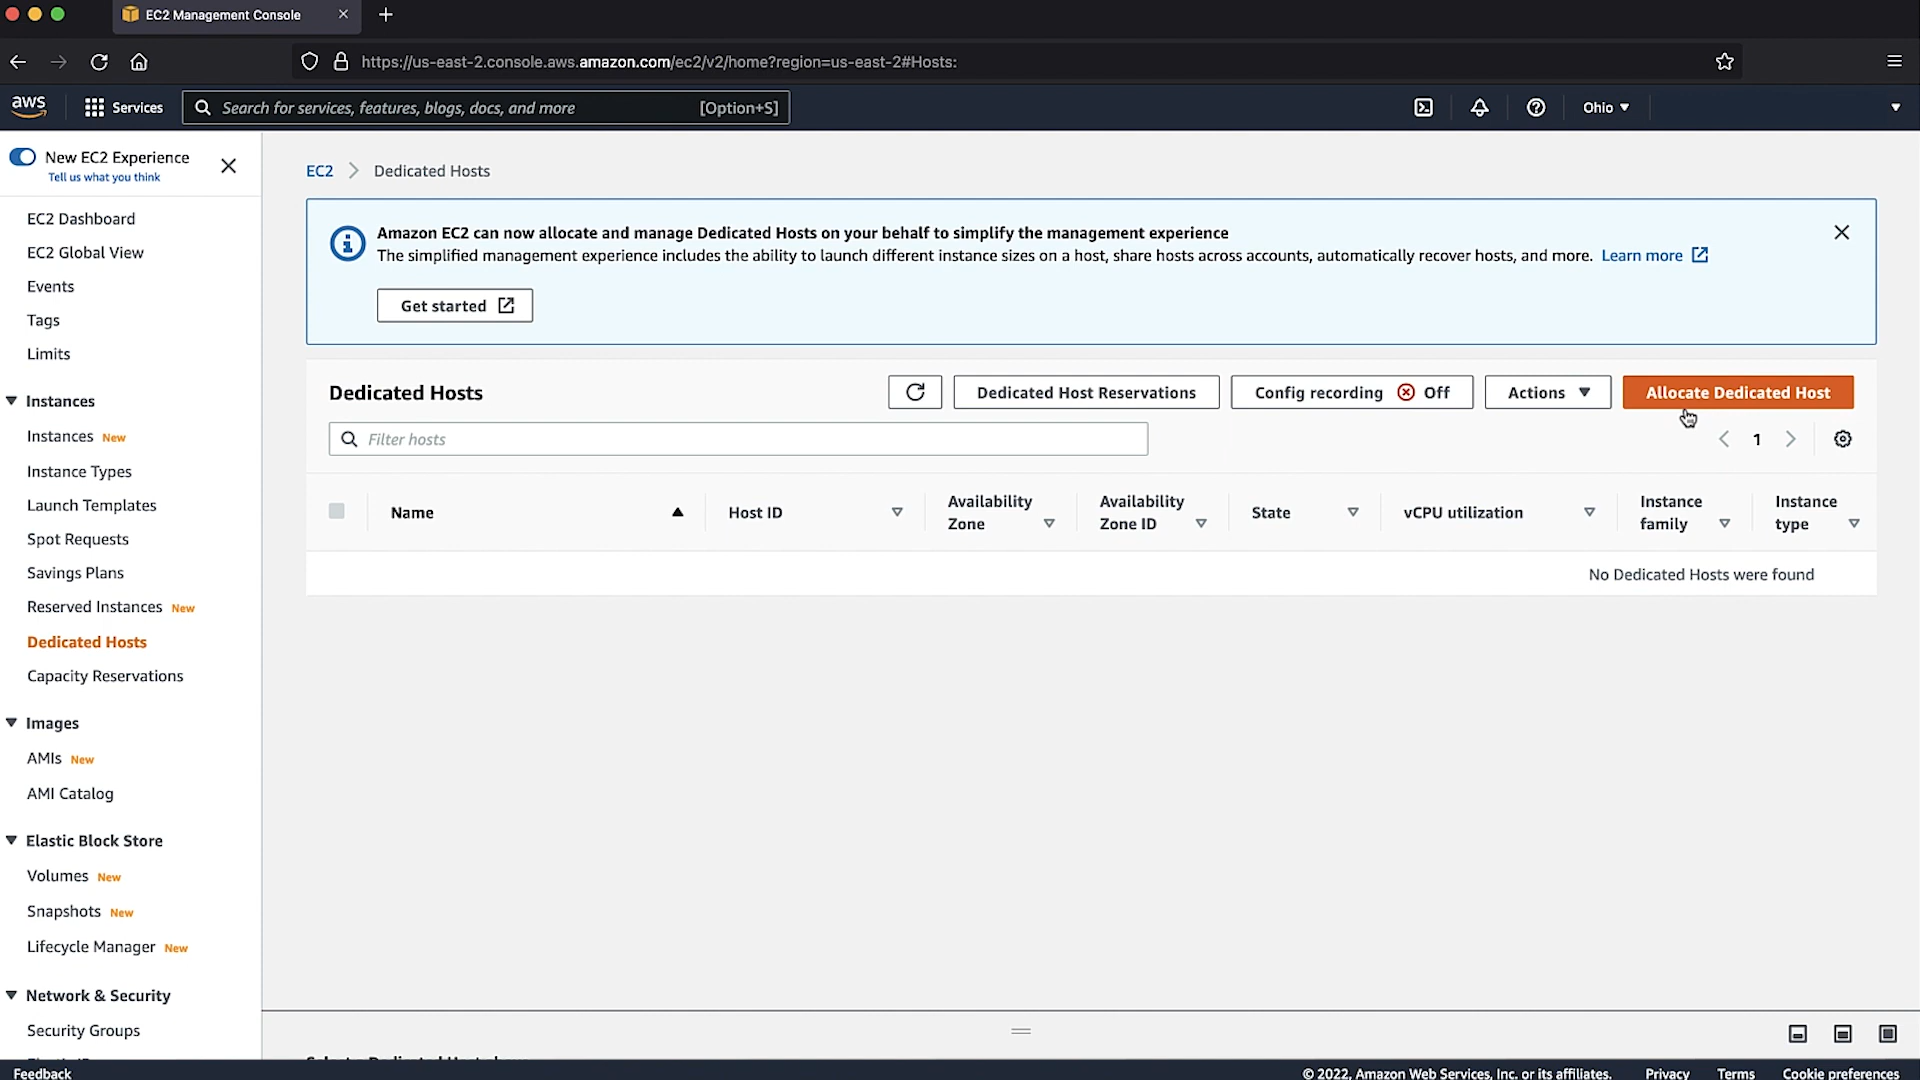 EC2 Management Console
https://us-east-2.console.aws.amazon.com/ec2/v2/home?region=us-east-2#Hosts:
aws
Services
Search for services, features, blogs, docs, and more
[Option+S]
Ohio
New EC2 Experience
Tell us what you think
EC2 Dashboard
EC2 Global View
Events
Tags
Limits
Instances
Instances New
Instance Types
Launch Templates
Spot Requests
Savings Plans
Reserved Instances New
Dedicated Hosts
Capacity Reservations
Images
AMIs New
AMI Catalog
Elastic Block Store
Volumes New
Snapshots New
Lifecycle Manager New
Network & Security
Security Groups
EC2
Dedicated Hosts
Amazon EC2 can now allocate and manage Dedicated Hosts on your behalf to simplify the management experience
The simplified management experience includes the ability to launch different instance sizes on a host, share hosts across accounts, automatically recover hosts, and more. Learn more
Get started
Dedicated Hosts
Dedicated Host Reservations
Config recording Off
Actions
Allocate Dedicated Host
Filter hosts
1
Name
Host ID
Availability
Zone
Availability
Zone ID
State
vCPU utilization
Instance
family
Instance
type
No Dedicated Hosts were found
Feedback
© 2022, Amazon Web Services, Inc. or its affiliates.
Privacy
Terms
Cookie preferences